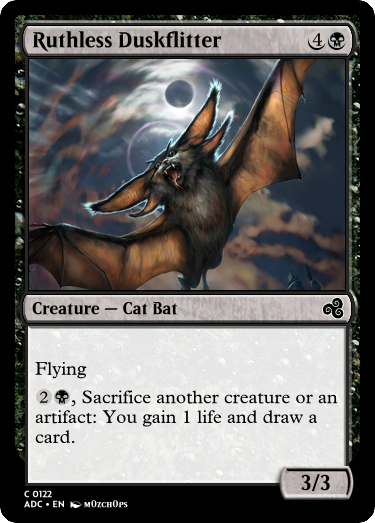 Ruthless Duskflitter 4
Creature — Cat Bat
Flying
2, Sacrifice another creature or an
artifact: You gain 1 life and draw a
card.
3/3
C 0122
ADC • EN MOZCHOPS